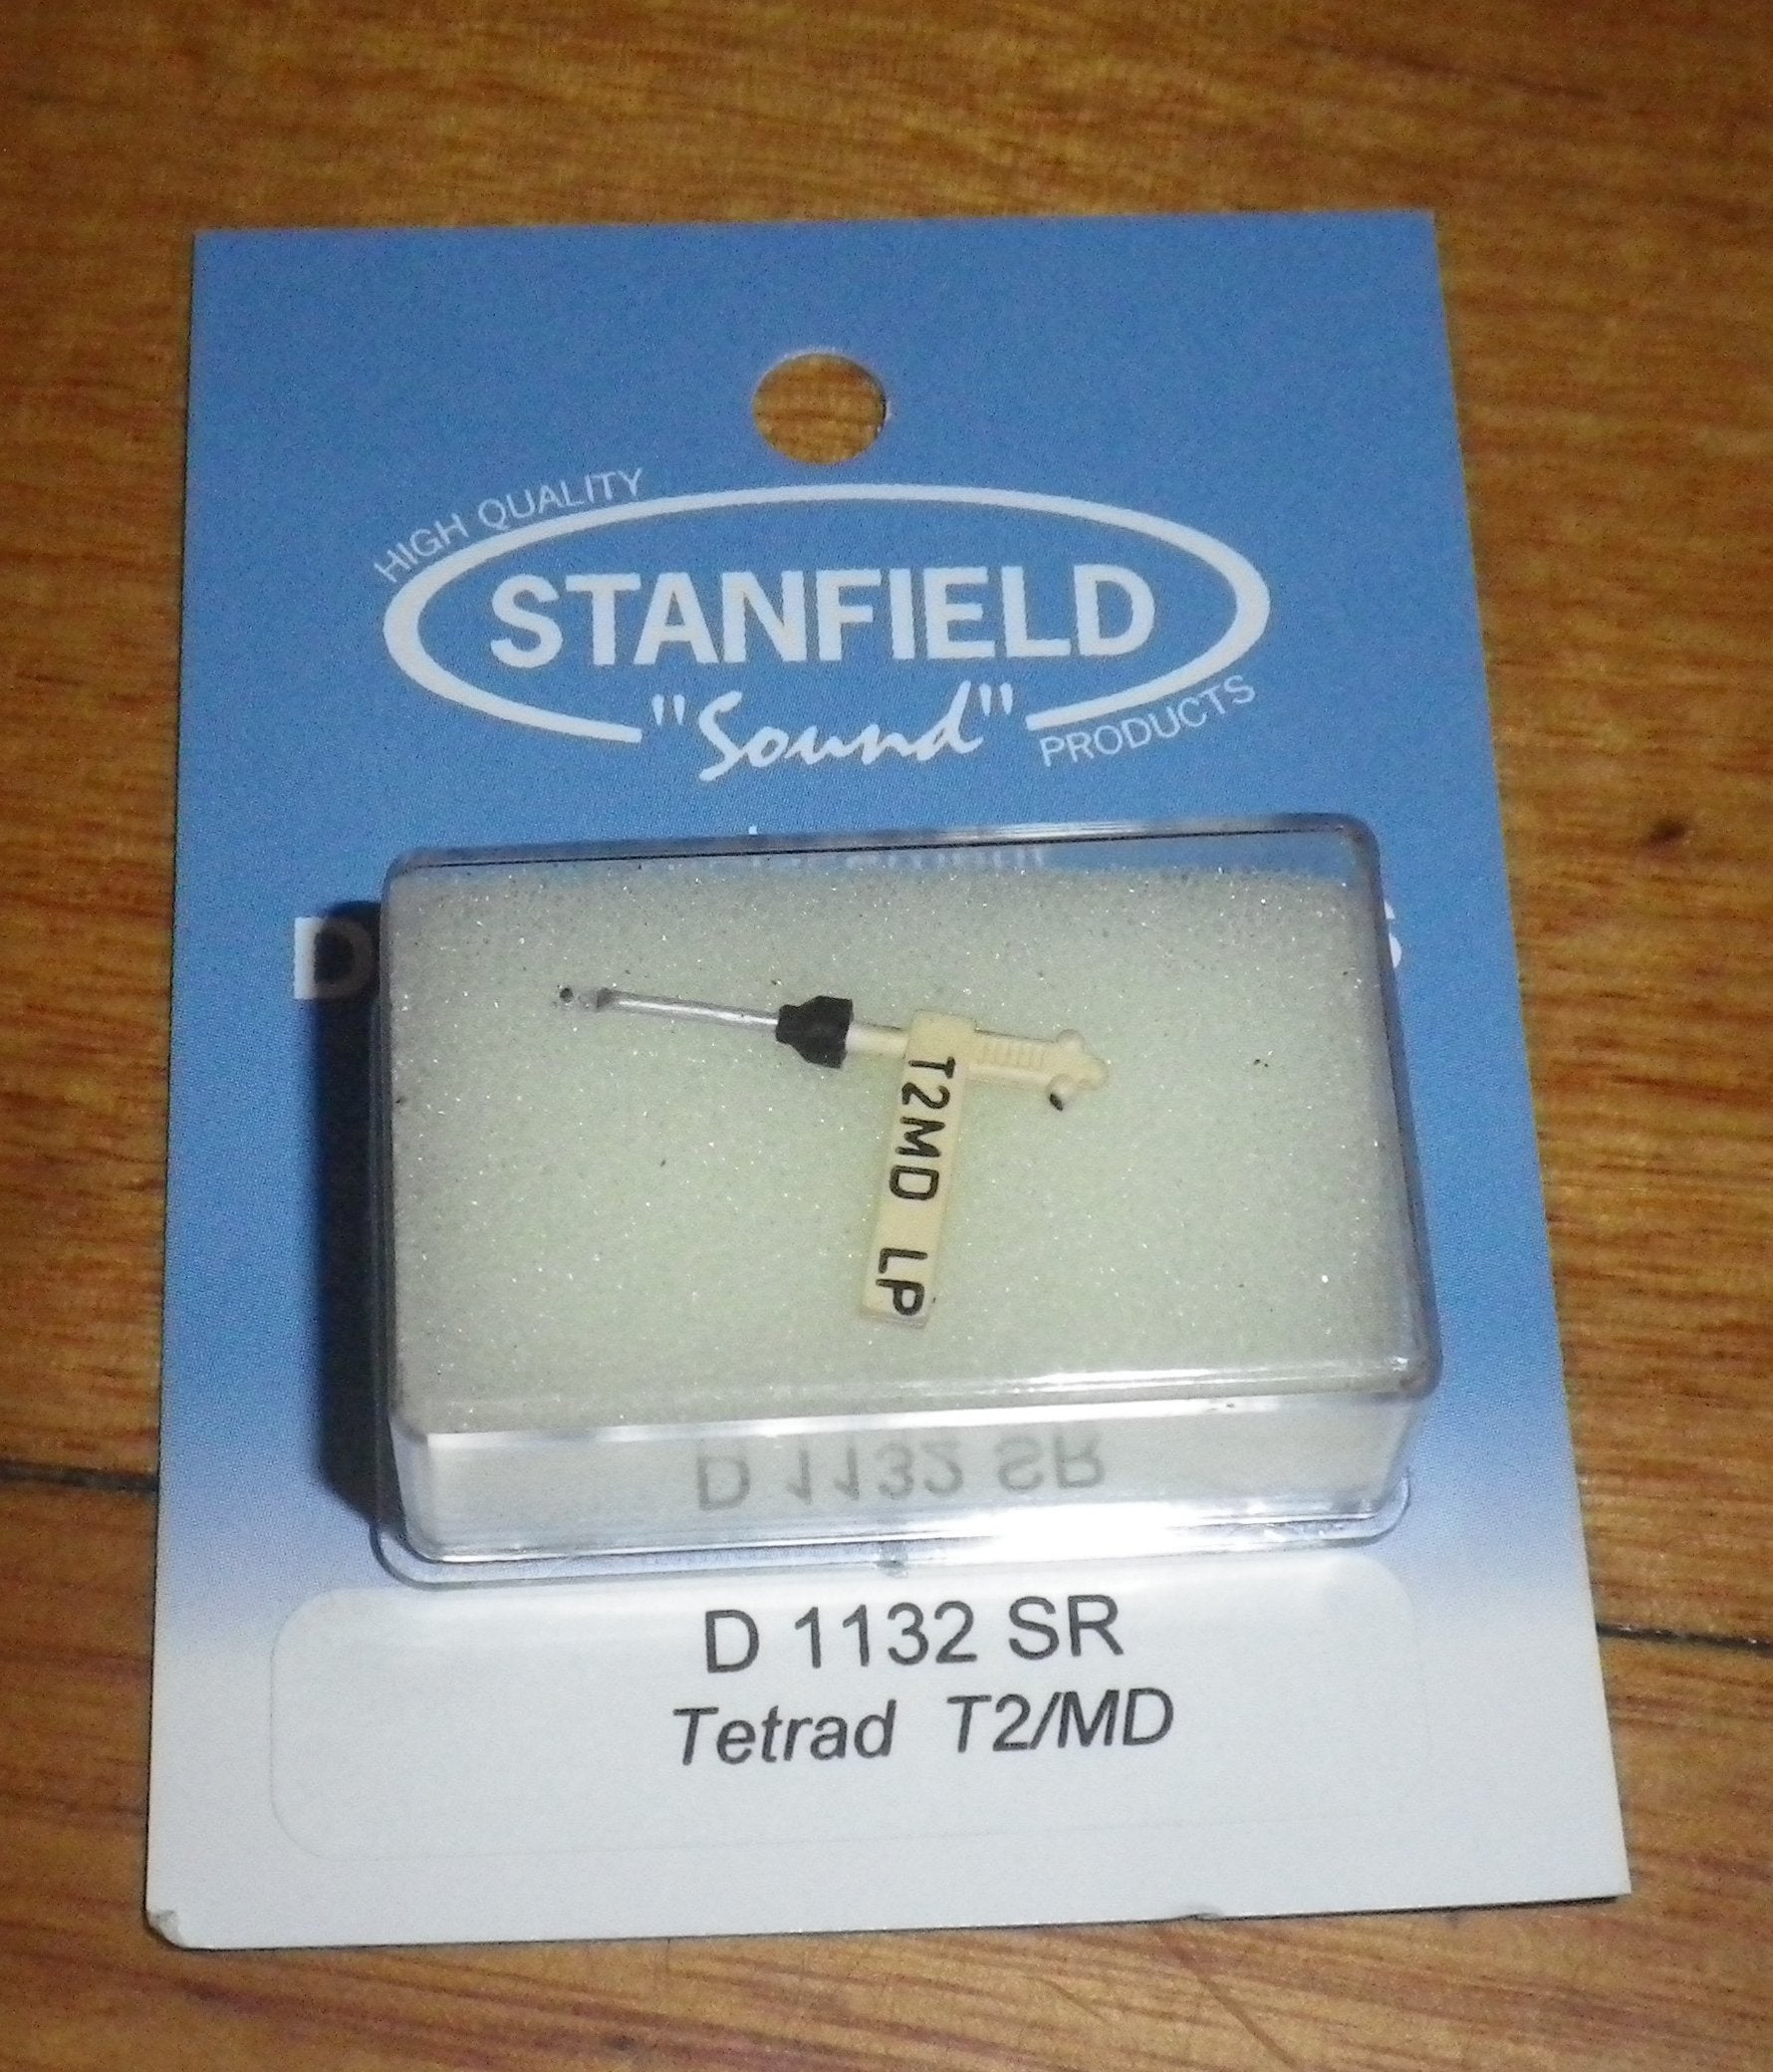 HIGH QUALITY
STANFIELD
"Sound"
PRODUCTS
T2MD LP
D 1132 SR
D 1132 SR
Tetrad T2/MD